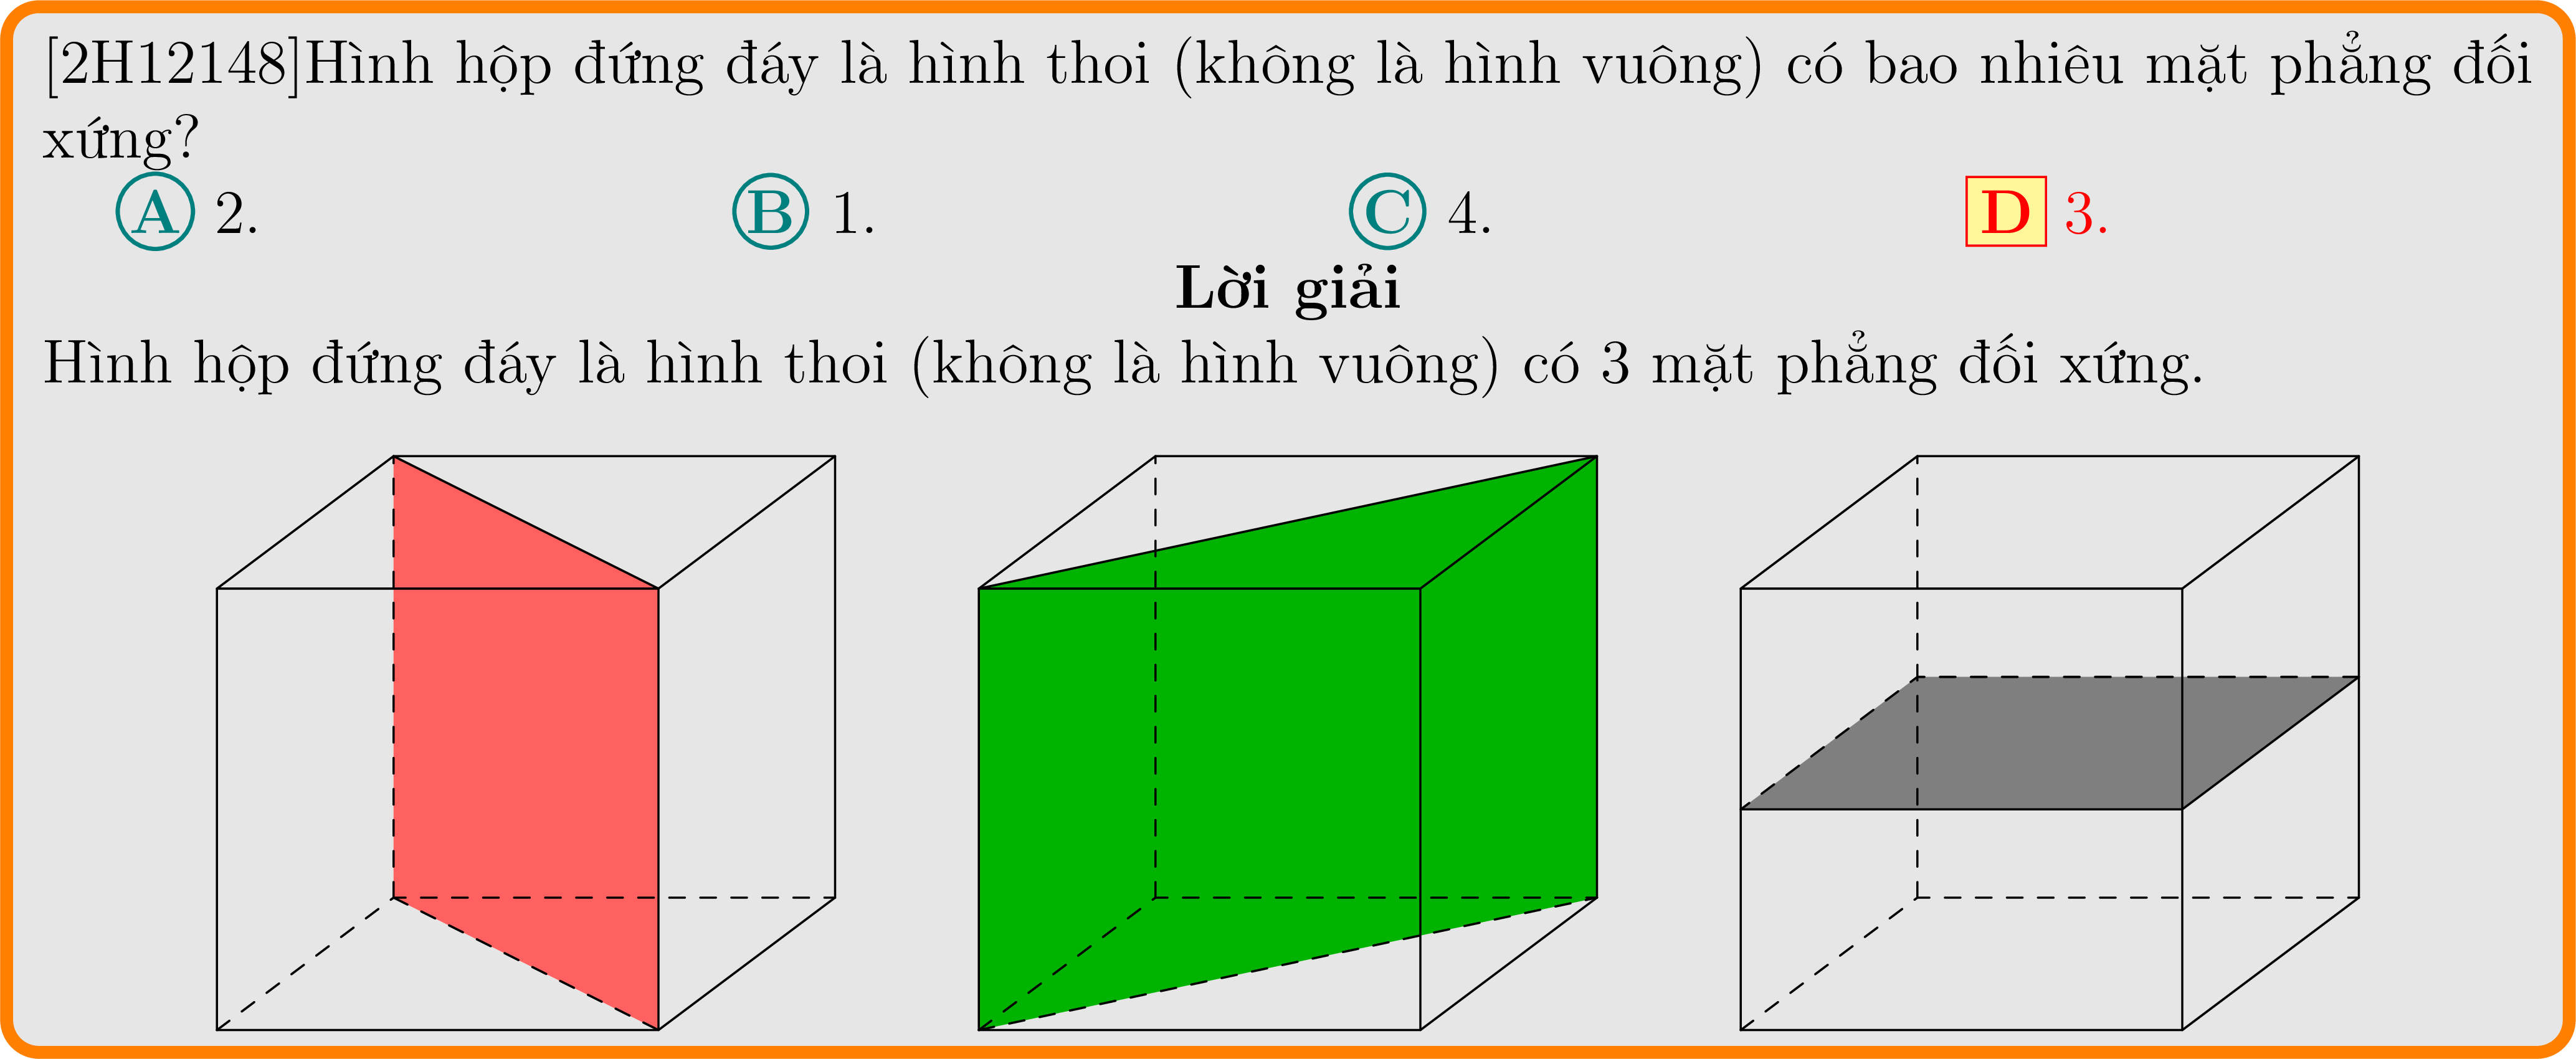 [2H12148]Hình hộp đứng đáy là hình thoi (không là hình vuông) có bao nhiêu mặt phẳng đối
xứng?
A 2. B 1. C 4. D 3.
Lời giải
Hình hộp đứng đáy là hình thoi (không là hình vuông) có 3 mặt phẳng đối xứng.